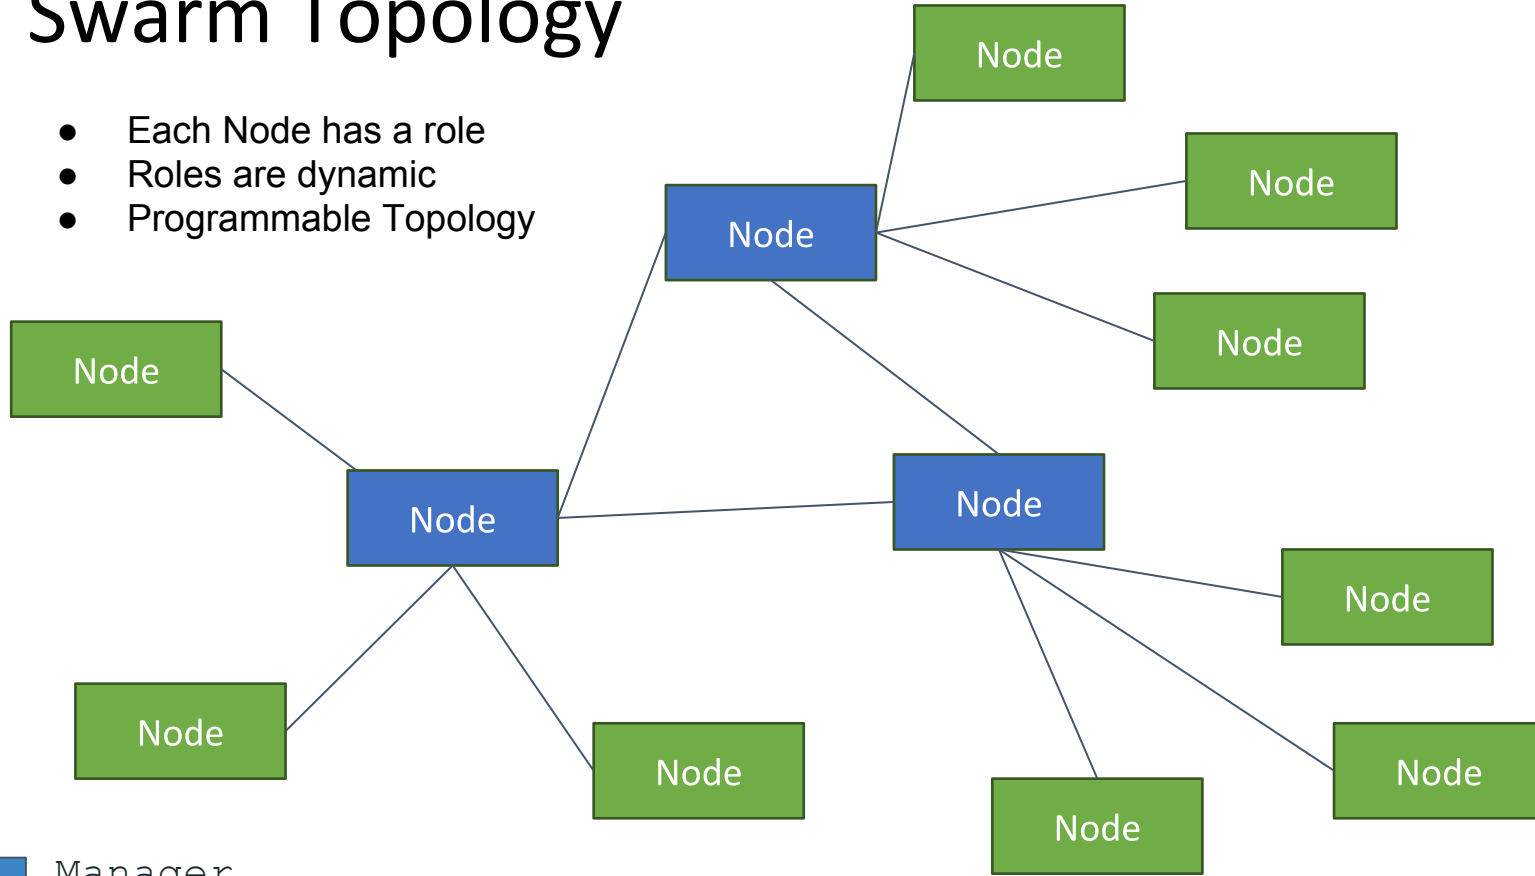 Swarm Topology
● Each Node has a role
● Roles are dynamic
● Programmable Topology
Node
Node
Node
Node
Node
Node
Node
Node
Node
Node
Node
Node
Manager